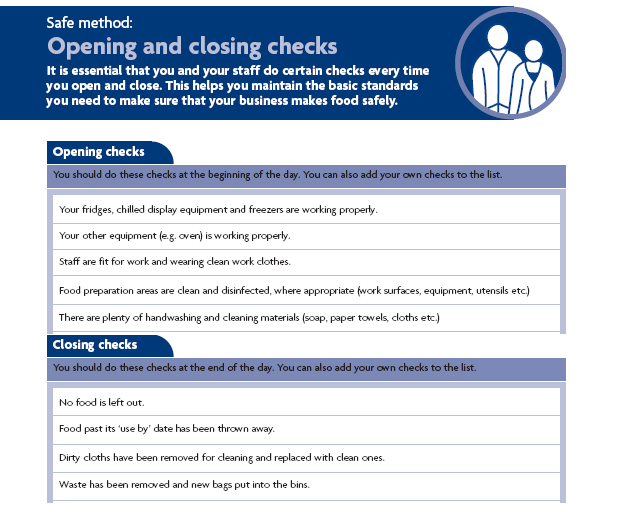 Safe method:
Opening and closing checks
It is essential that you and your staff do certain checks every time
you open and close. This helps you maintain the basic standards
you need to make sure that your business makes food safely.
Opening checks
You should do these checks at the beginning of the day. You can also add your own checks to the list.
Your fridges, chilled display equipment and freezers are working properly.
Your other equipment (e.g. oven) is working properly.
Staff are fit for work and wearing clean work clothes.
Food preparation areas are clean and disinfected, where appropriate (work surfaces, equipment, utensils etc.)
There are plenty of handwashing and cleaning materials (soap, paper towels, cloths etc.)
Closing checks
You should do these checks at the end of the day. You can also add your own checks to the list.
No food is left out.
Food past its ‘use by’ date has been thrown away.
Dirty cloths have been removed for cleaning and replaced with clean ones.
Waste has been removed and new bags put into the bins.